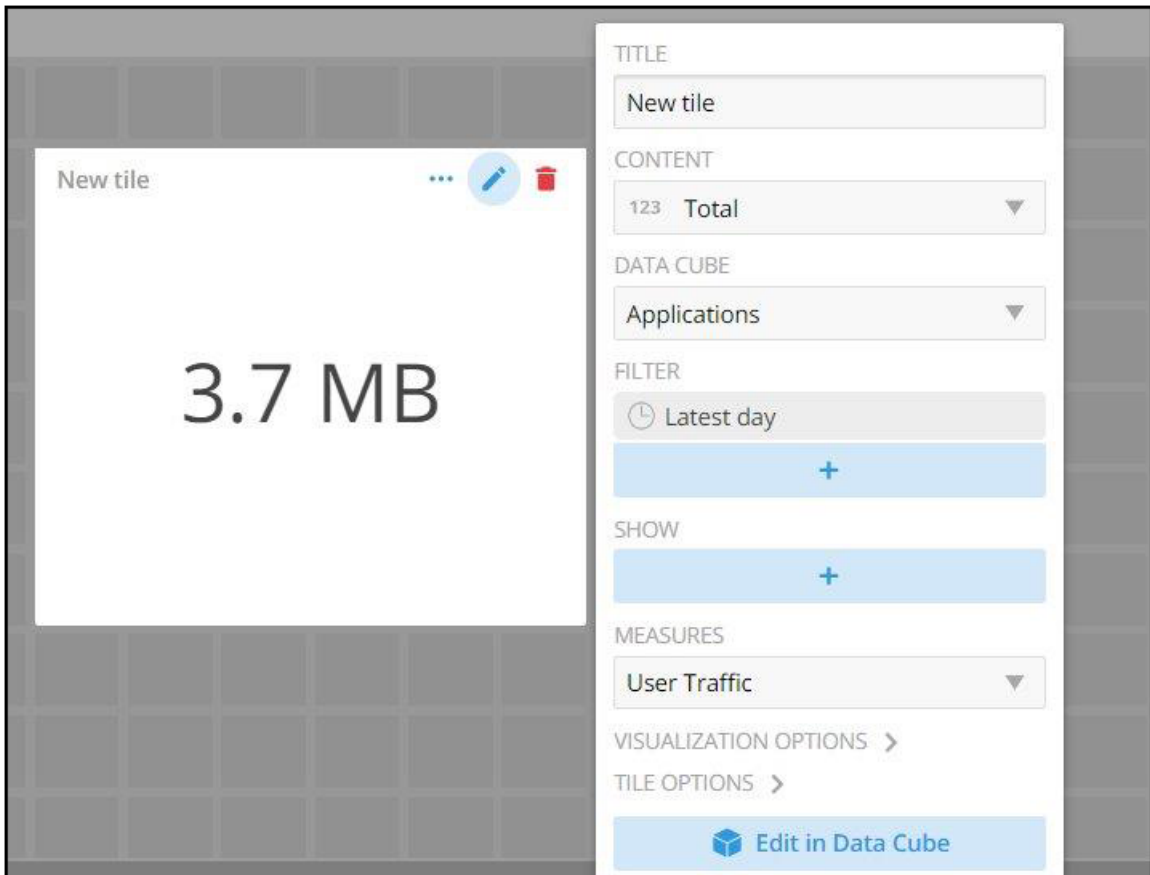 New tile
3.7 MB
TITLE
New tile
CONTENT
123 Total
DATA CUBE
Applications
FILTER
Latest day
+
SHOW
+
MEASURES
User Traffic
VISUALIZATION OPTIONS
TILE OPTIONS
Edit in Data Cube